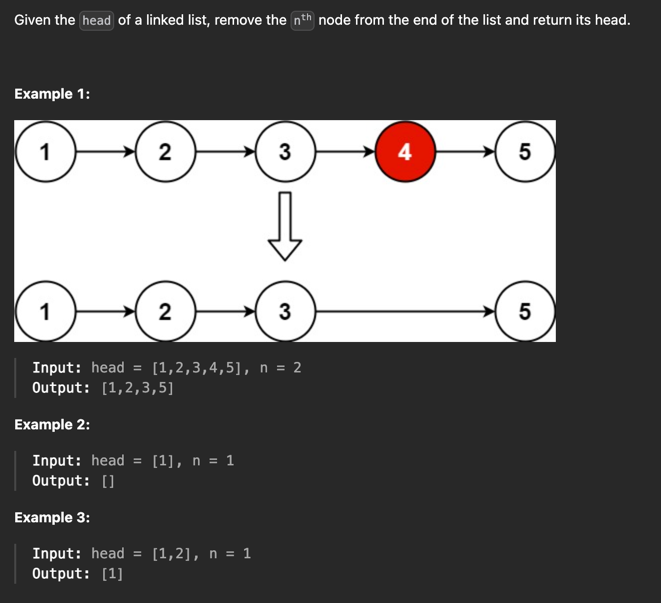 Given the head of a linked list, remove the nth node from the end of the list and return its head.
Example 1:
1 2 3 4 5
1 2 3 5
Input: head = [1,2,3,4,5], n = 2
Output: [1,2,3,5]
Example 2:
Input: head = [1], n = 1
Output: []
Example 3:
Input: head = [1,2], n = 1
Output: [1]